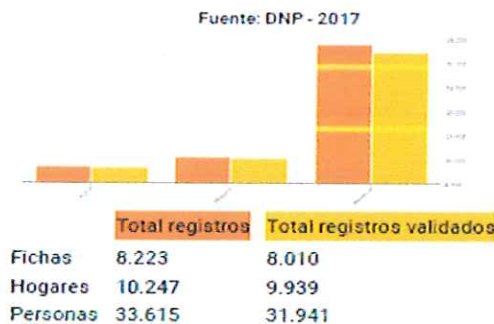 Fuente: DNP - 2017
Total registros Total registros validados
Fichas 8.223 8.010
Hogares 10.247 9.939
Personas 33.615 31.941